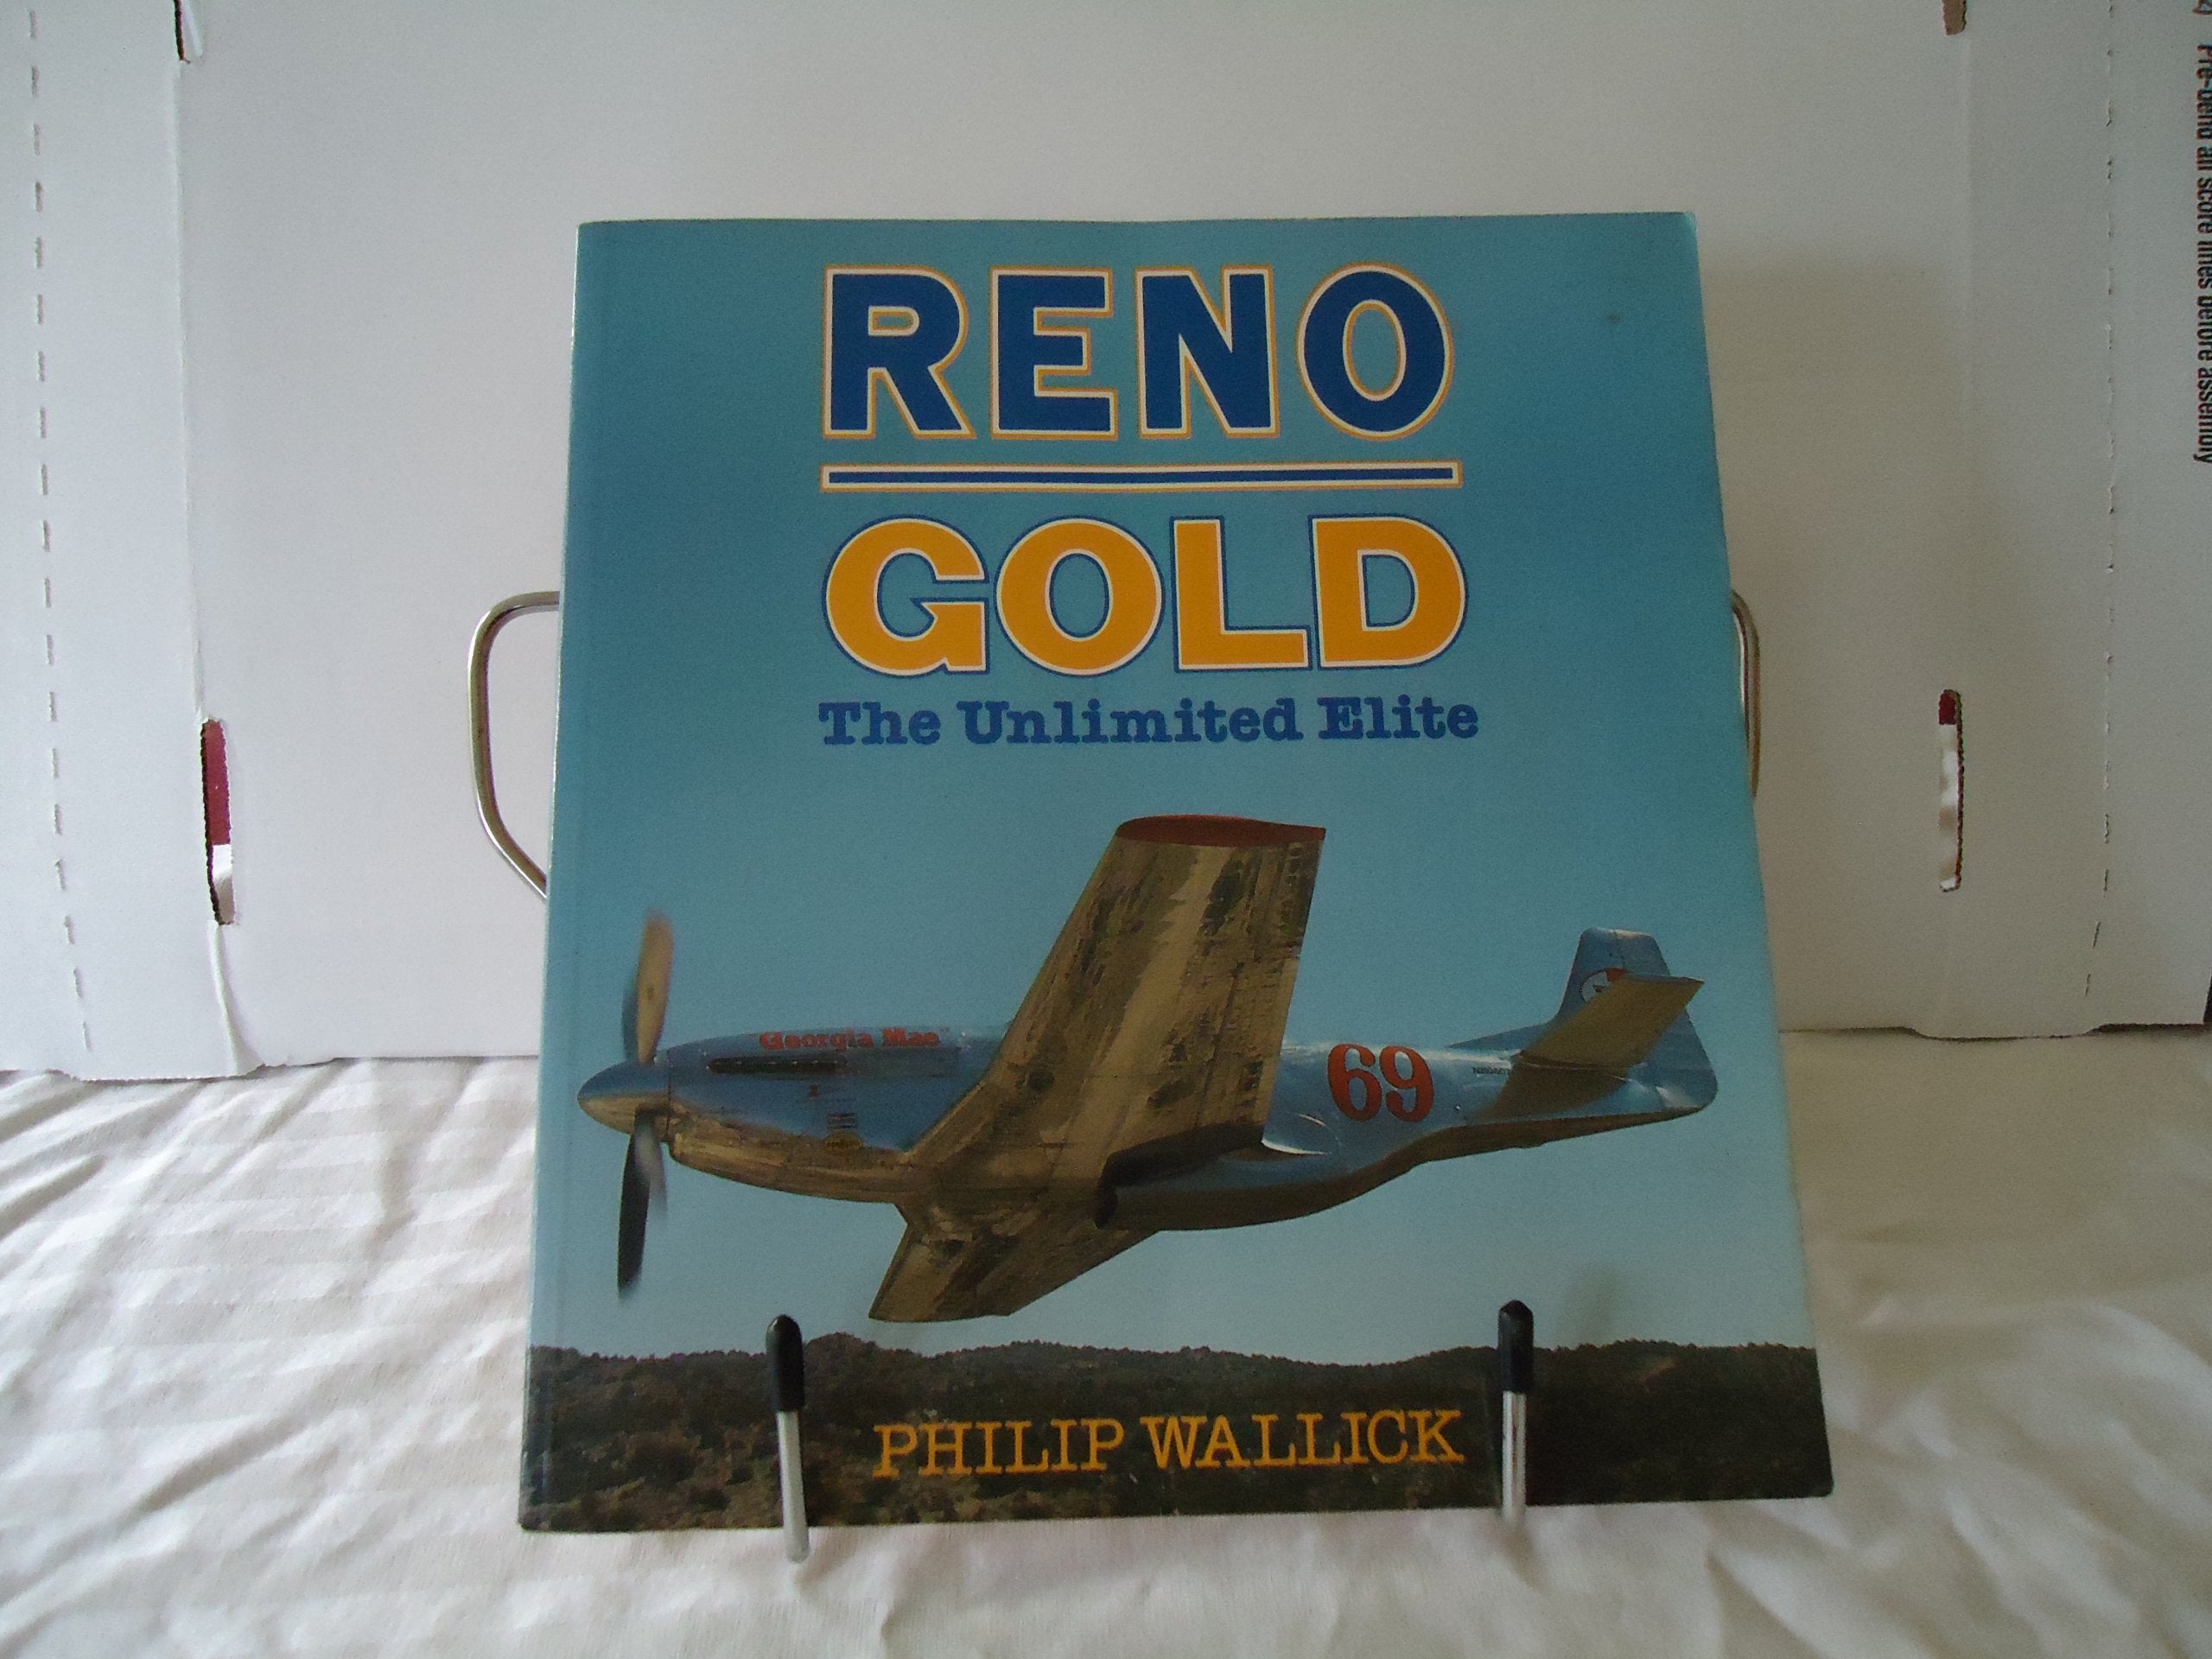 RENO
GOLD
The Unlimited Elite
Georgia Mae
69
PHILIP WALLICK
Pre-bend all score lines before assembly